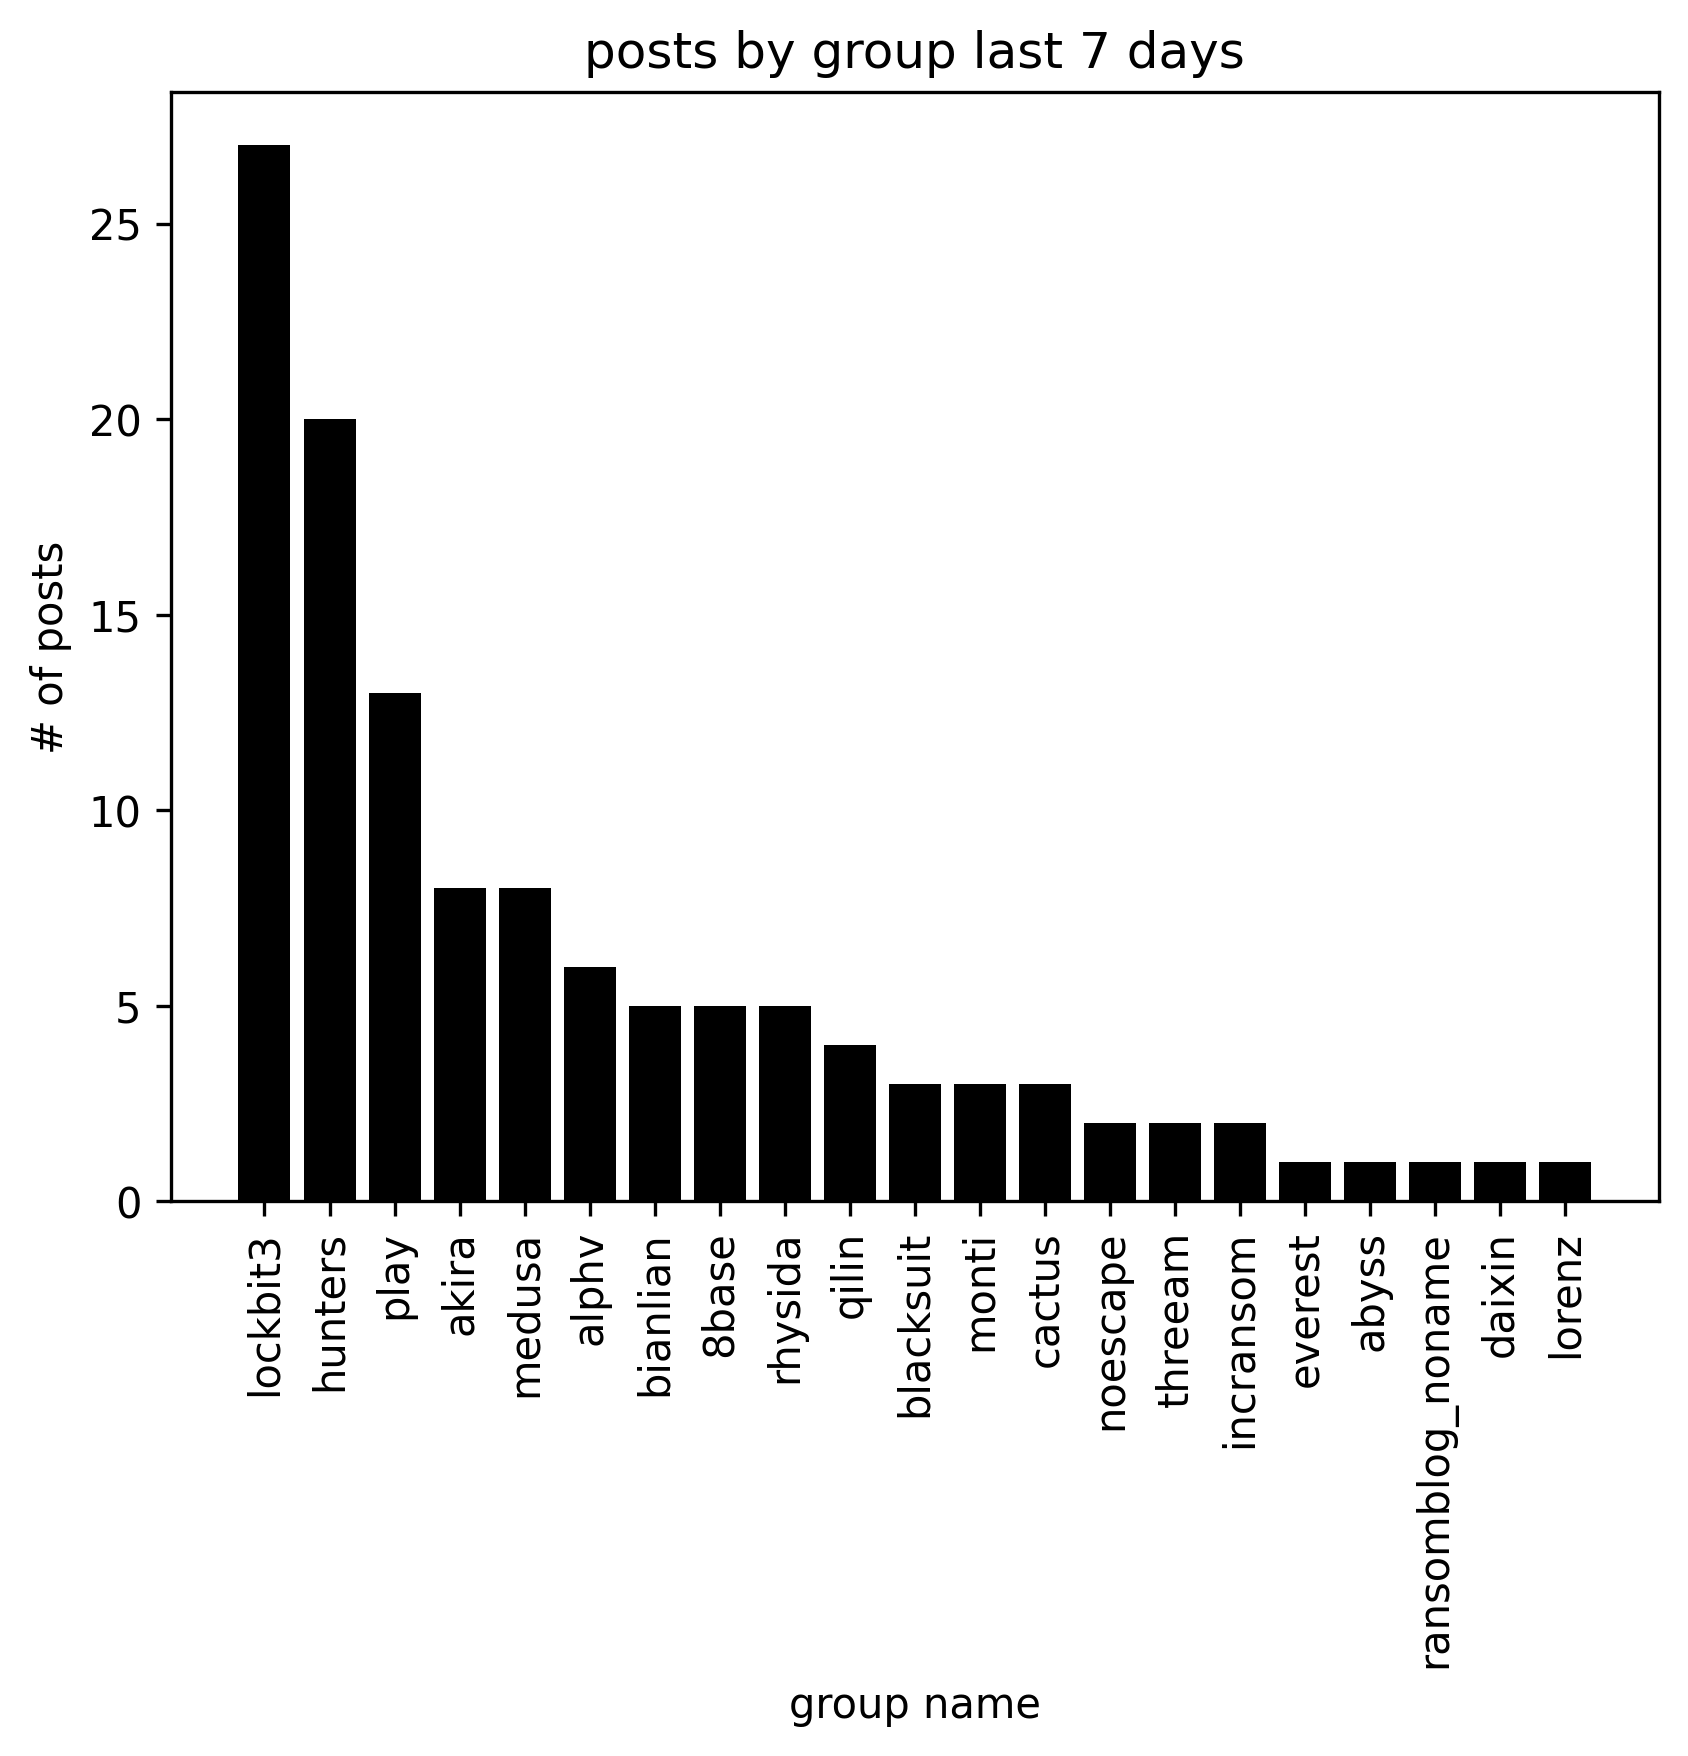 posts by group last 7 days
# of posts
25
20
15
10
5
0
lockbit3
hunters
play
akira
medusa
alphv
bianlian
8base
rhysida
qilin
blacksuit
monti
cactus
noescape
threeam
incransom
everest
abyss
ransomblog_noname
daixin
lorenz
group name